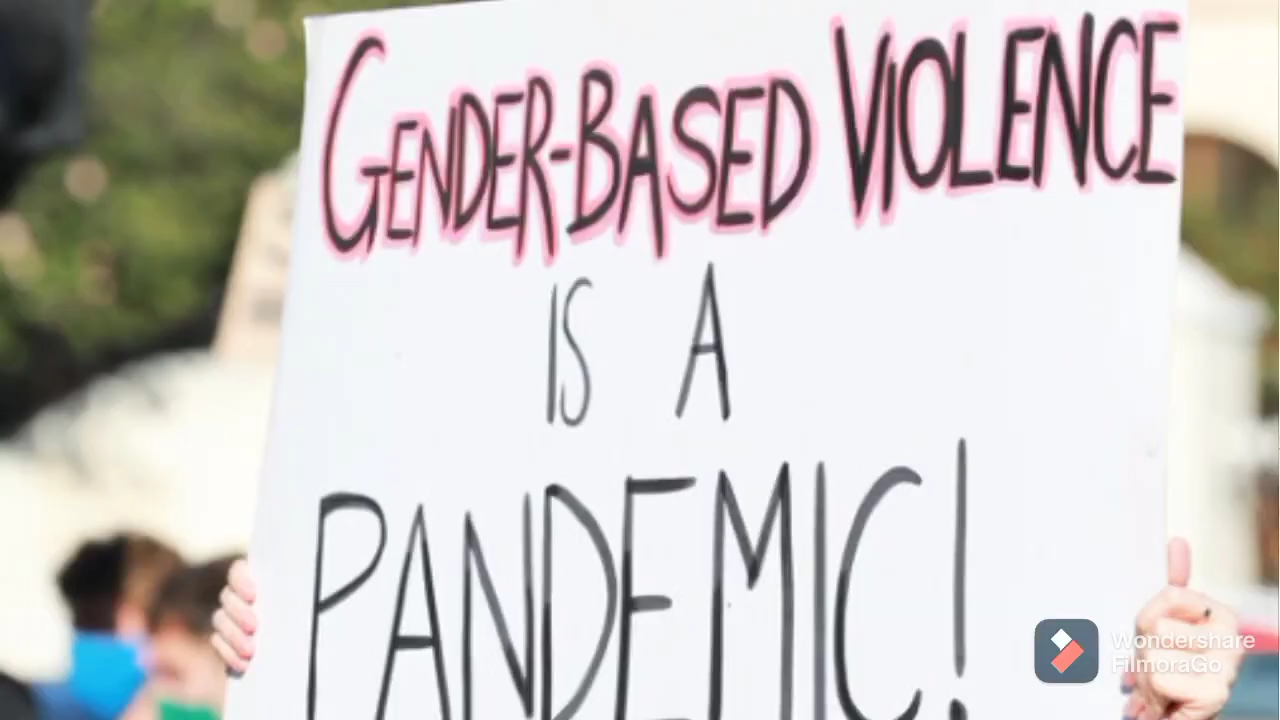 GENDER-BASED VIOLENCE
IS A
PANDEMIC!
Wondershare
FilmoraGo